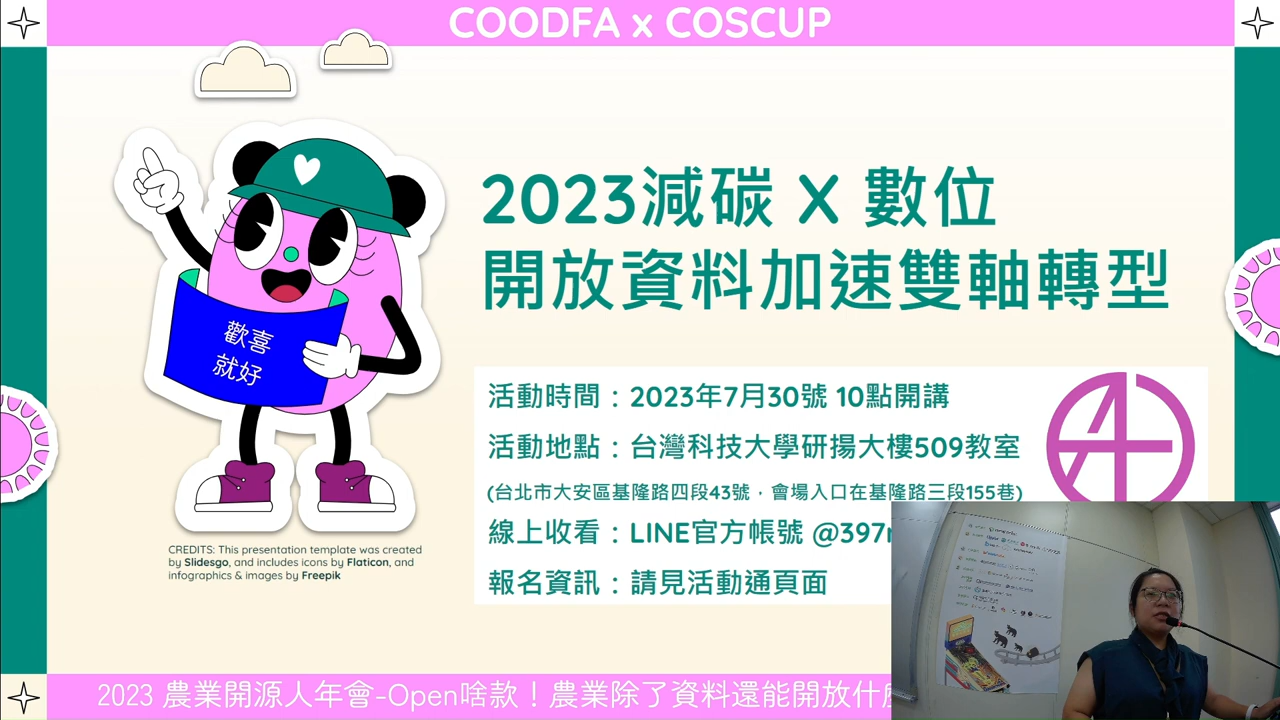 COODFA x COSCUP
2023減碳 X 數位
開放資料加速雙軸轉型
歡喜
就好
活動時間：2023年7月30號 10點開講
活動地點：台灣科技大學研揚大樓509教室
(台北市大安區基隆路四段43號，會場入口在基隆路三段155巷)
線上收看：LINE官方帳號 @397
報名資訊：請見活動通頁面
CREDITS: This presentation template was created
by Slidesgo, and includes icons by Flaticon, and
infographics & images by Freepik
2023 農業開源人年會-Open啥款！農業除了資料還能開放什